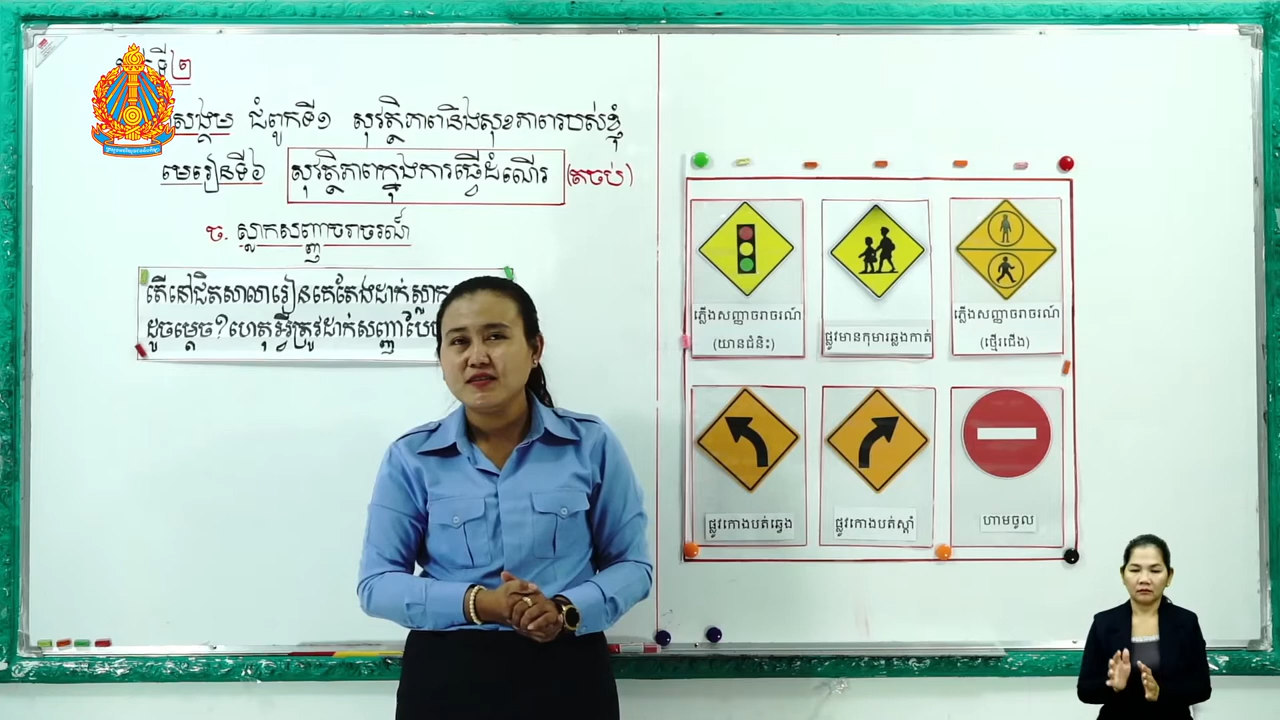 ទី២
សង្គម ជំពូកទី១ សុវត្ថិភាពនិងសុខភាពរបស់ខ្ញុំ
មេរៀនទី៦ សុវត្ថិភាពក្នុងការធ្វើដំណើរ (តចប់)
ច. ស្លាកសញ្ញាចរាចរណ៍
តើនៅជិតសាលារៀនគេតែងដាក់ស្លាក
ដូចម្តេច? ហេតុអ្វីត្រូវដាក់សញ្ញាបែប
ភ្លើងសញ្ញាចរាចរណ៍
(យានជំនិះ)
ផ្លូវមានកុមារឆ្លងកាត់
ភ្លើងសញ្ញាចរាចរណ៍
(ថ្មើរជើង)
ផ្លូវកោងបត់ឆ្វេង
ផ្លូវកោងបត់ស្តាំ
ហាមចូល